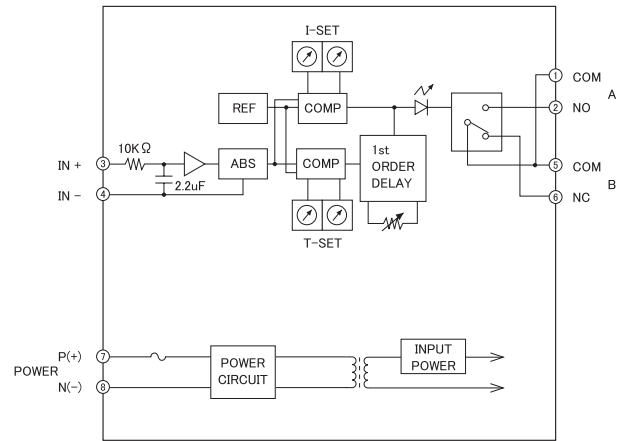 I-SET
REF
COMP
1
COM
A
2
NO
10KΩ
IN +
3
ABS
COMP
1st
ORDER
DELAY
5
COM
2.2uF
IN -
4
B
6
NC
T-SET
P(+)
7
POWER
CIRCUIT
INPUT
POWER
POWER
N(-)
8